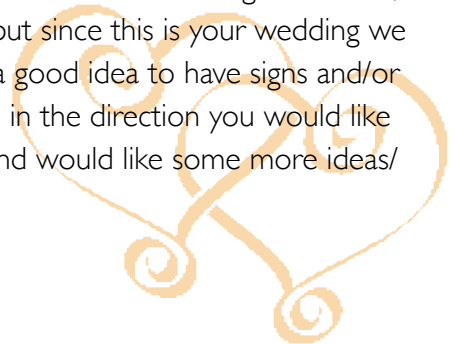 but since this is your wedding we
a good idea to have signs and/or
in the direction you would like
nd would like some more ideas/